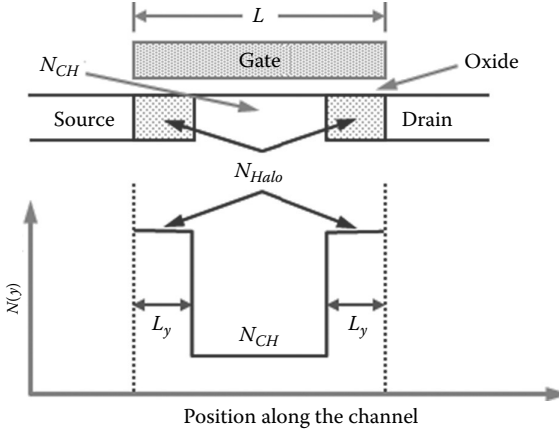 L
Gate
N_CH
Oxide
Source
Drain
N_Halo
N(y)
L_y
N_CH
L_y
Position along the channel